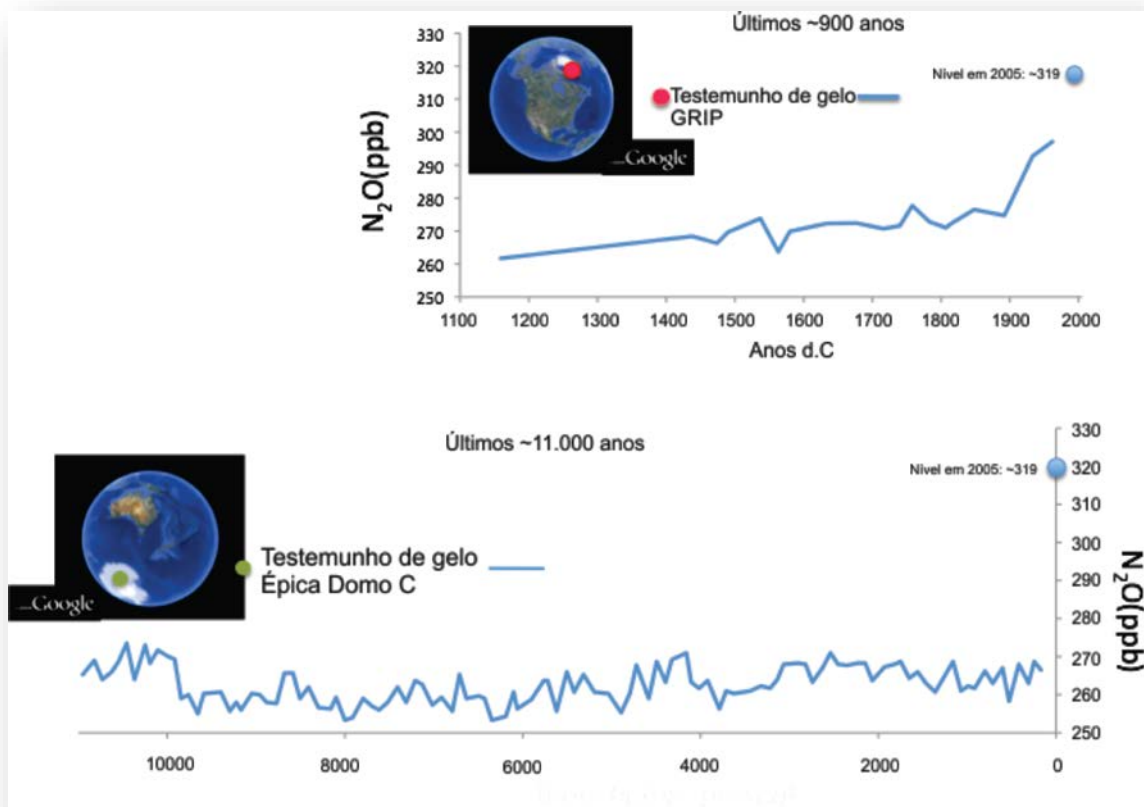 Últimos ~900 anos
330
320
310
300
290
280
270
260
250
N₂O(ppb)
Nivel em 2005: ~319
Testemunho de gelo
GRIP
Google
1100 1200 1300 1400 1500 1600 1700 1800 1900 2000
Anos d.C
Últimos ~11.000 anos
330
320
310
300
290
280
270
260
250
N₂O(ppb)
Nivel em 2005: ~319
Testemunho de gelo
Épica Domo C
Google
10000 8000 6000 4000 2000 0